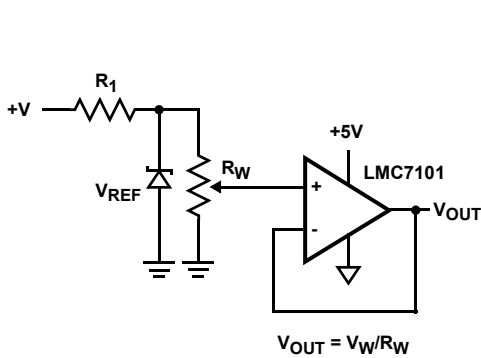 R1
+V
+5V
RW
LMC7101
VREF
+
VOUT
-
VOUT = VW/RW